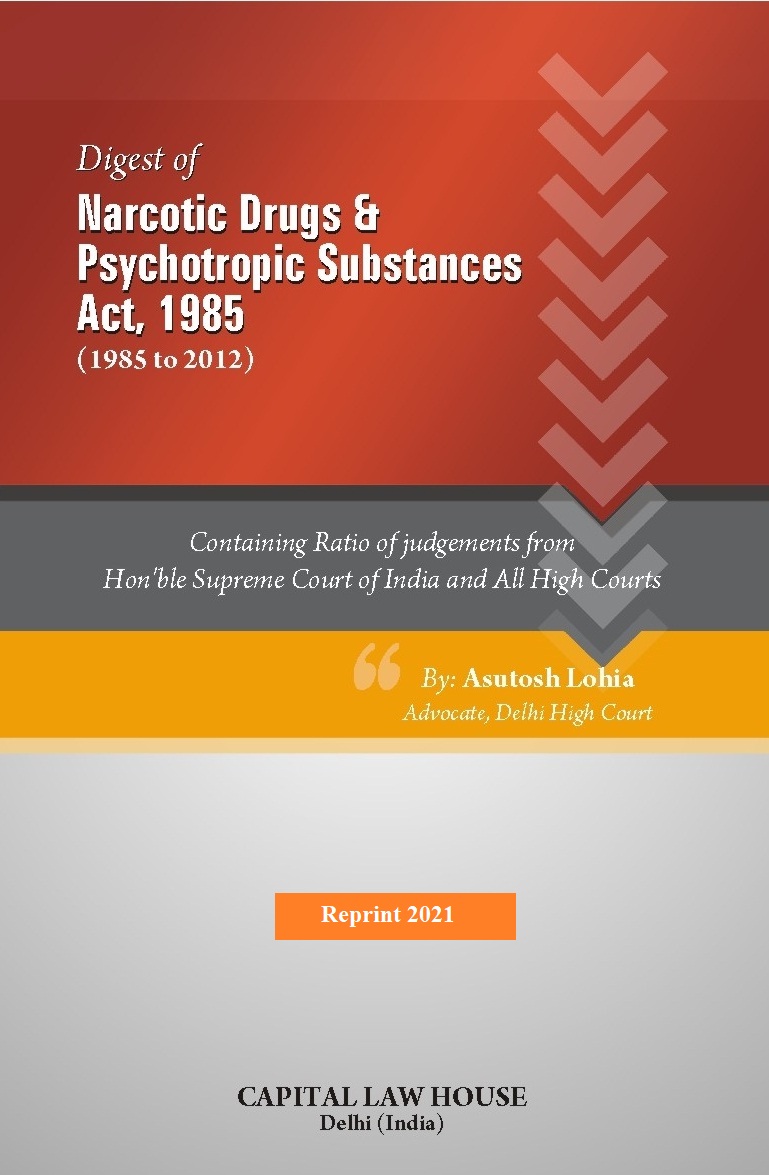 Digest of
Narcotic Drugs &
Psychotropic Substances
Act, 1985
(1985 to 2012)
Containing Ratio of judgements from
Hon'ble Supreme Court of India and All High Courts
“
By: Asutosh Lohia
Advocate, Delhi High Court
Reprint 2021
CAPITAL LAW HOUSE
Delhi (India)